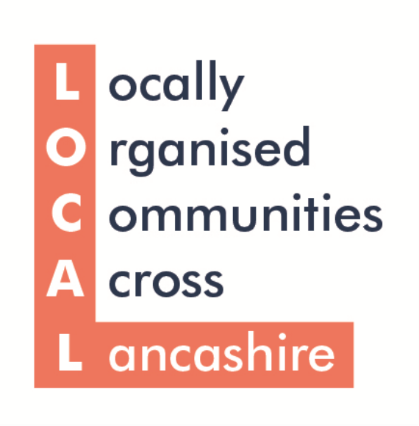 Locally
Organised
Communities
Across
Lancashire